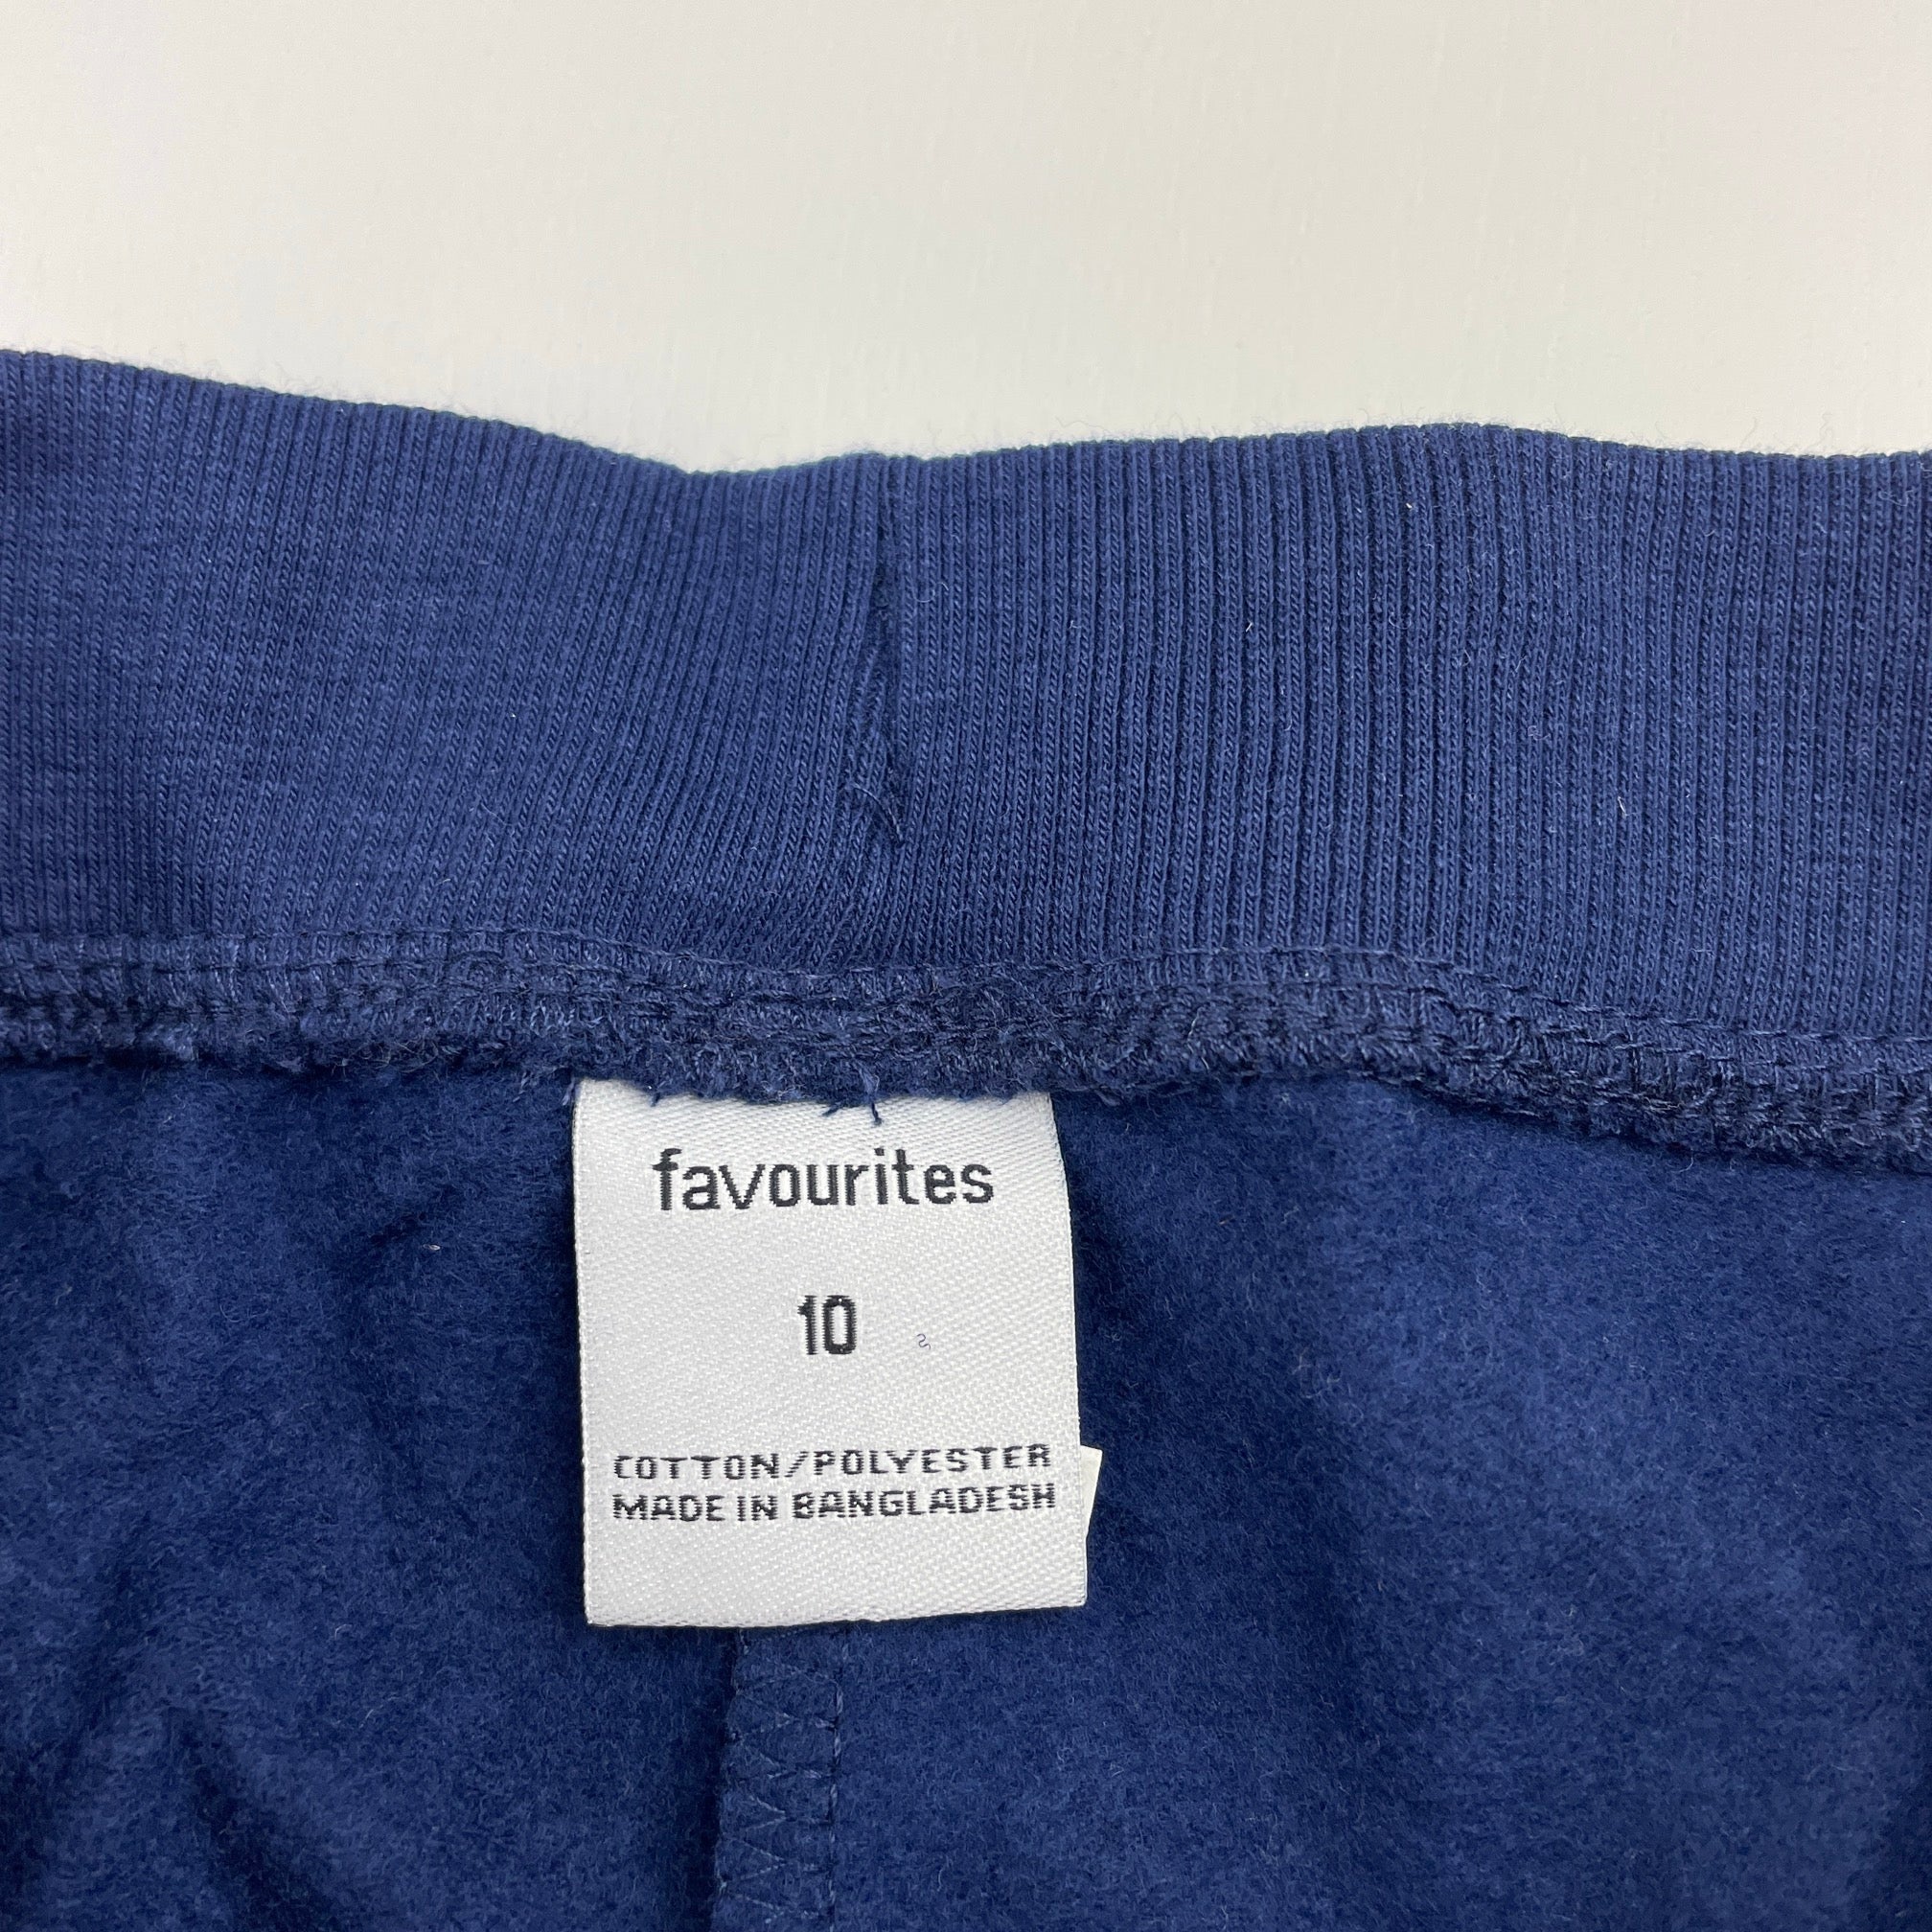 favourites
10
COTTON/POLYESTER
MADE IN BANGLADESH